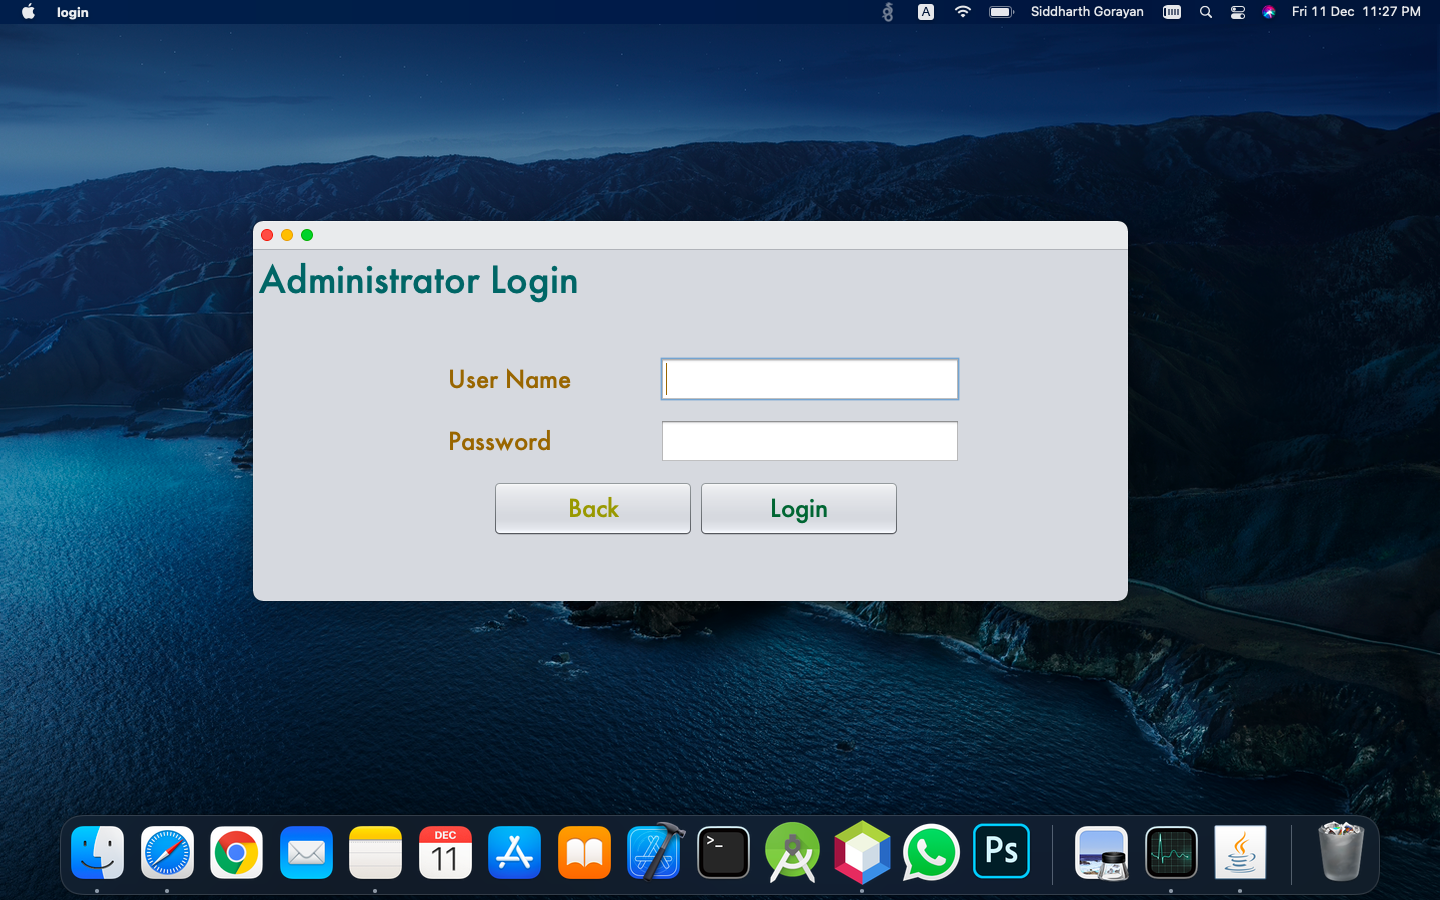 login
A
Siddharth Gorayan
Fri 11 Dec 11:27 PM
Administrator Login
User Name
Password
Back
Login
DEC
11
>_
Ps